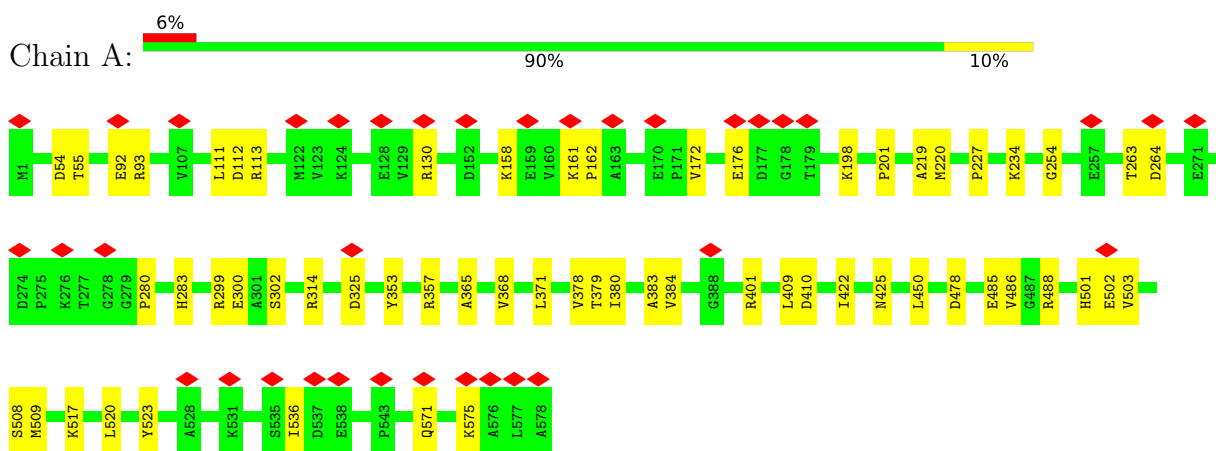 6%
Chain A:
90% 10%
M1 D54 T55 E92 R93 V107 L111 D112 R113 M122 V123 K124 E128 V129 R130 D152 K158 E159 V160 K161 P162 A163 E170 P171 V172 E176 D177 G178 T179 K198 P201 A219 M220 P227 K234 G254 E257 T263 D264 E271
D274 P275 K276 T277 G278 G279 P280 H283 R299 E300 A301 S302 R314 D325 Y353 R357 A365 V368 L371 V378 T379 I380 A383 V384 G388 R401 L409 D410 I422 N425 L450 D478 E485 V486 G487 R488 H501 E502 V503
S508 M509 K517 L520 Y523 A528 K531 S535 I536 D537 E538 P543 Q571 K575 A576 L577 A578